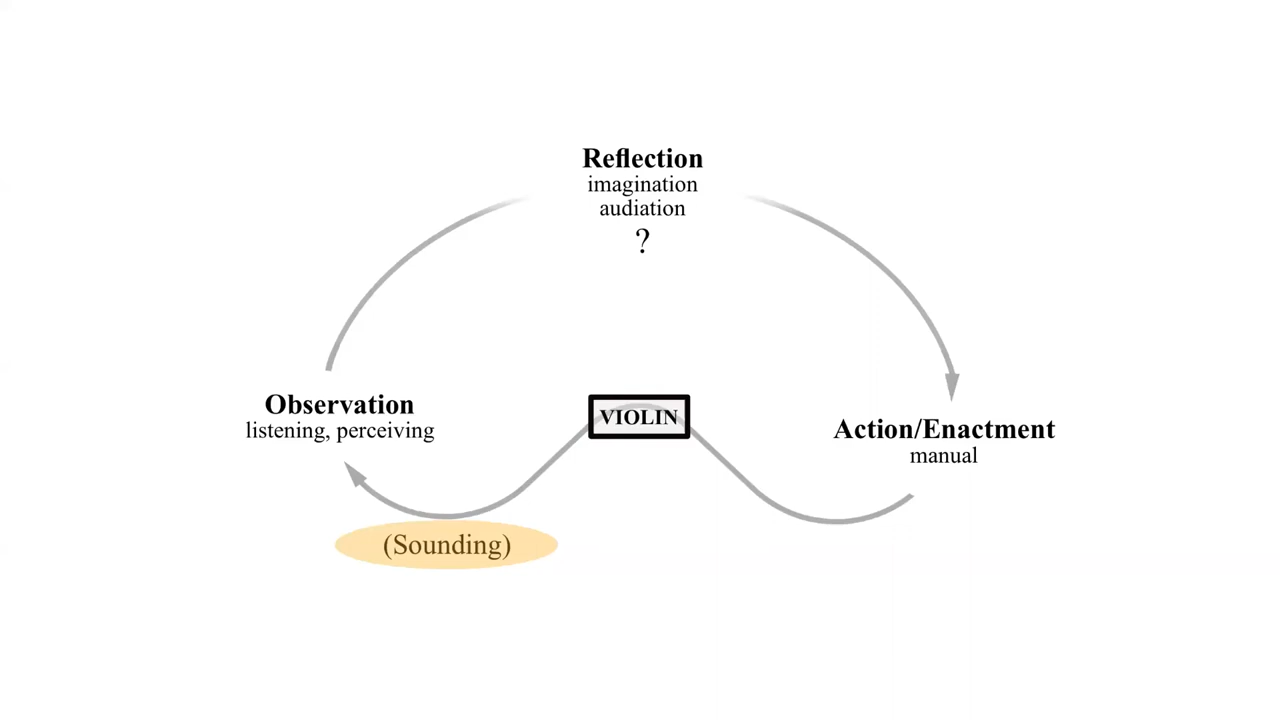 Reflection
imagination
audiation
?
Observation
listening, perceiving
VIOLIN
Action/Enactment
manual
(Sounding)